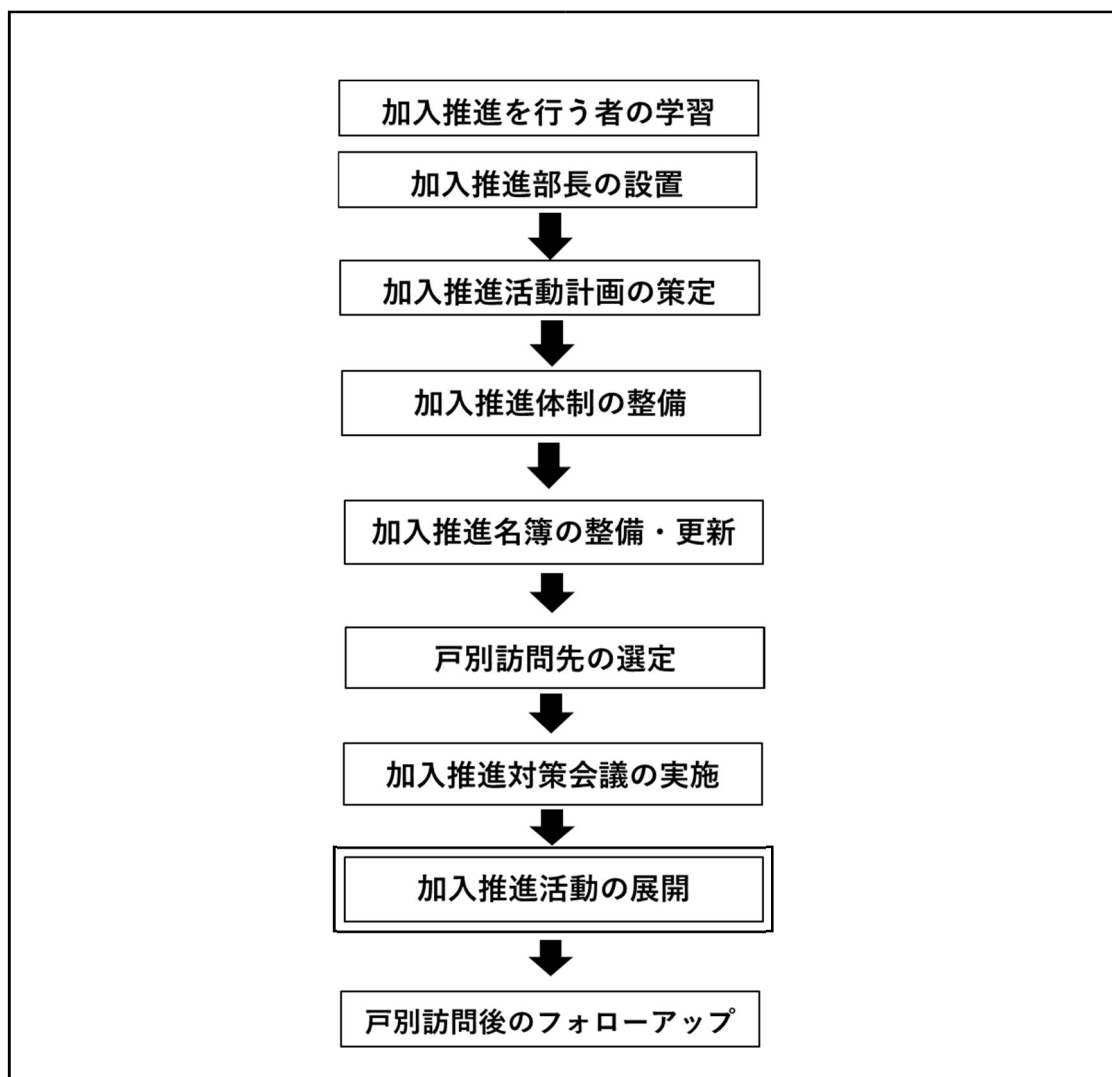 加入推進を行う者の学習
加入推進部長の設置
加入推進活動計画の策定
加入推進体制の整備
加入推進名簿の整備・更新
戸別訪問先の選定
加入推進対策会議の実施
加入推進活動の展開
戸別訪問後のフォローアップ